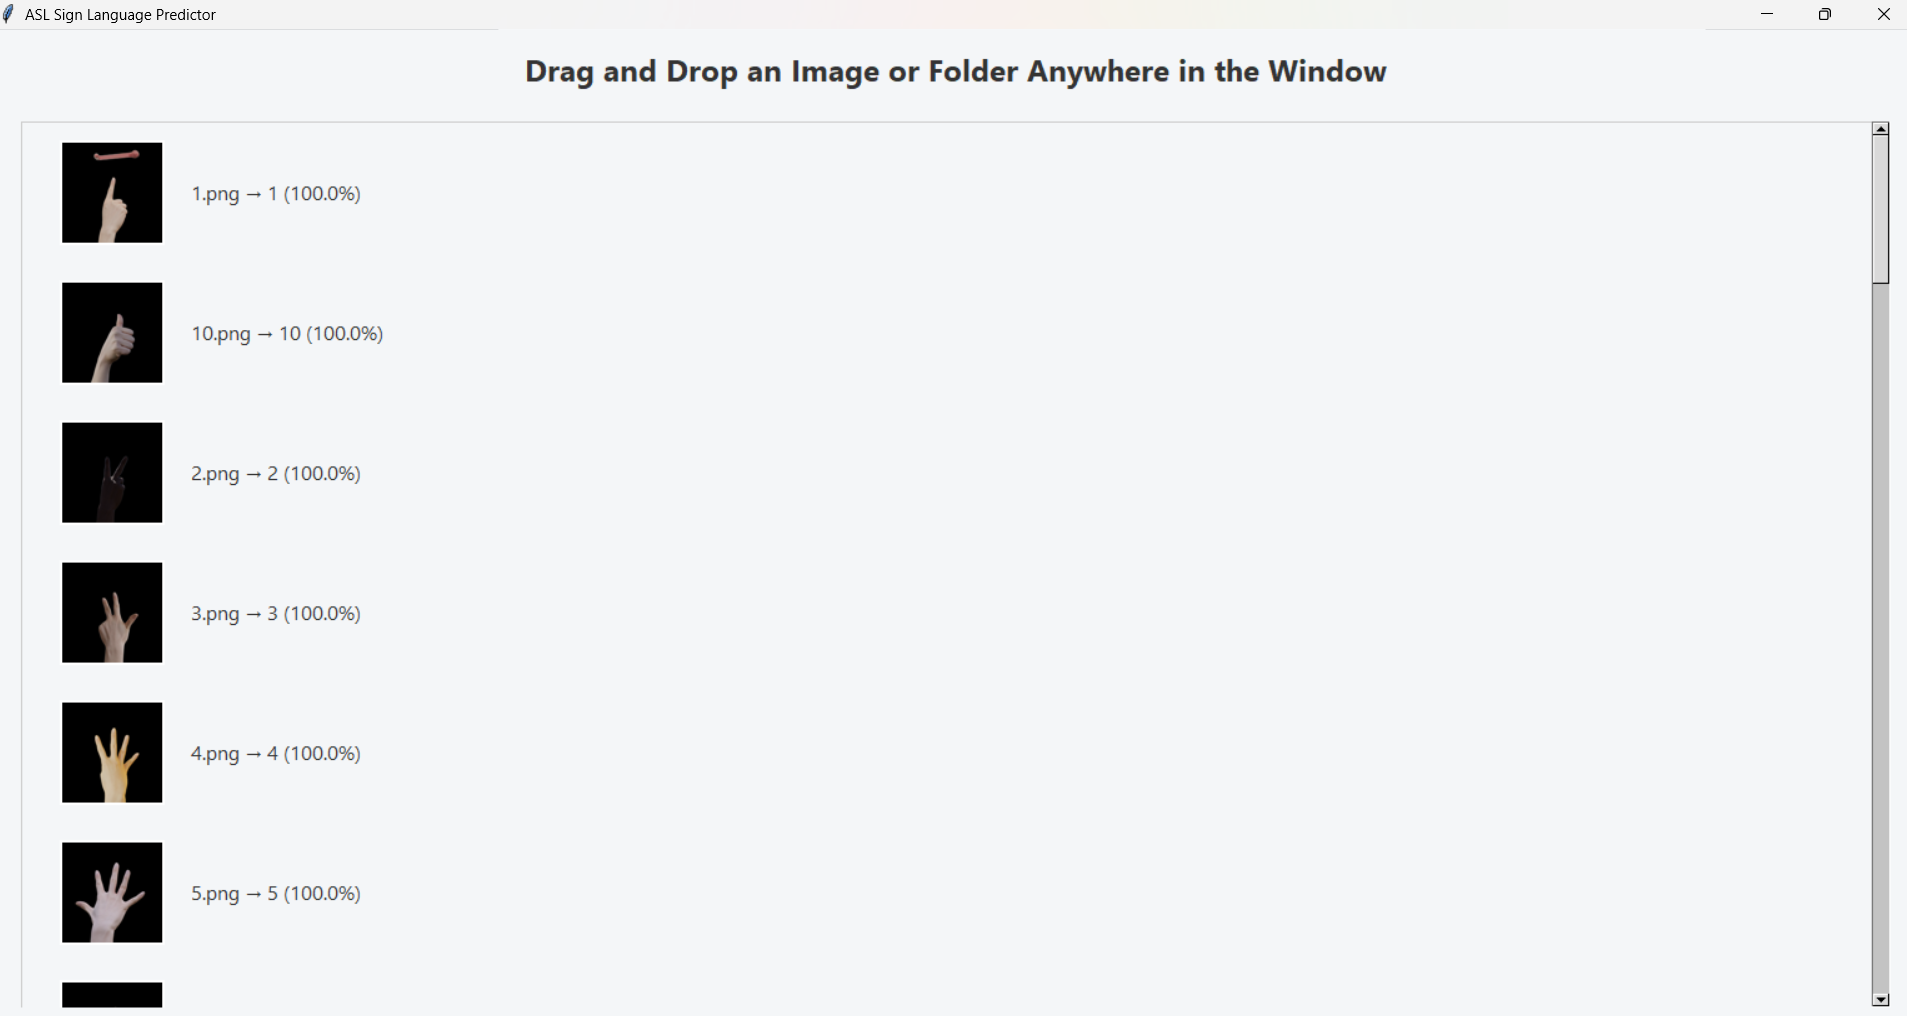 ASL Sign Language Predictor
Drag and Drop an Image or Folder Anywhere in the Window
1.png → 1 (100.0%)
10.png → 10 (100.0%)
2.png → 2 (100.0%)
3.png → 3 (100.0%)
4.png → 4 (100.0%)
5.png → 5 (100.0%)